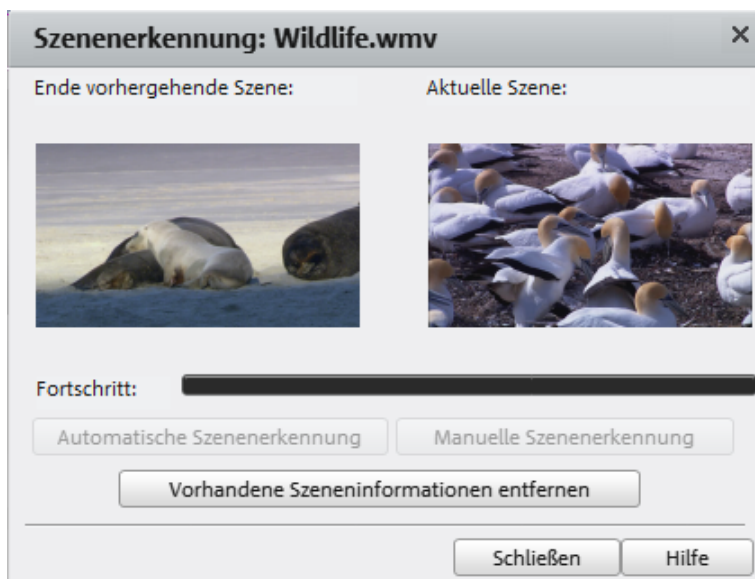 Szenenerkennung: Wildlife.wmv
Ende vorhergehende Szene:
Aktuelle Szene:
Fortschritt:
Automatische Szenenerkennung
Manuelle Szenenerkennung
Vorhandene Szeneninformationen entfernen
Schließen
Hilfe